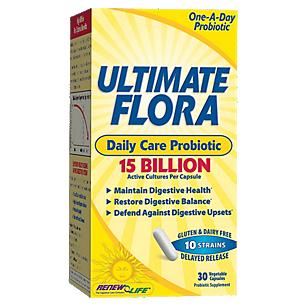 One-A-Day
Probiotic
ULTIMATE
FLORA
Daily Care Probiotic
15 BILLION
Active Cultures Per Capsule
Maintain Digestive Health*
Restore Digestive Balance*
Defend Against Digestive Upsets*
GLUTEN & DAIRY FREE
10 STRAINS
DELAYED RELEASE
RENEW LIFE
30 Vegetable
Capsules
Probiotic Supplement